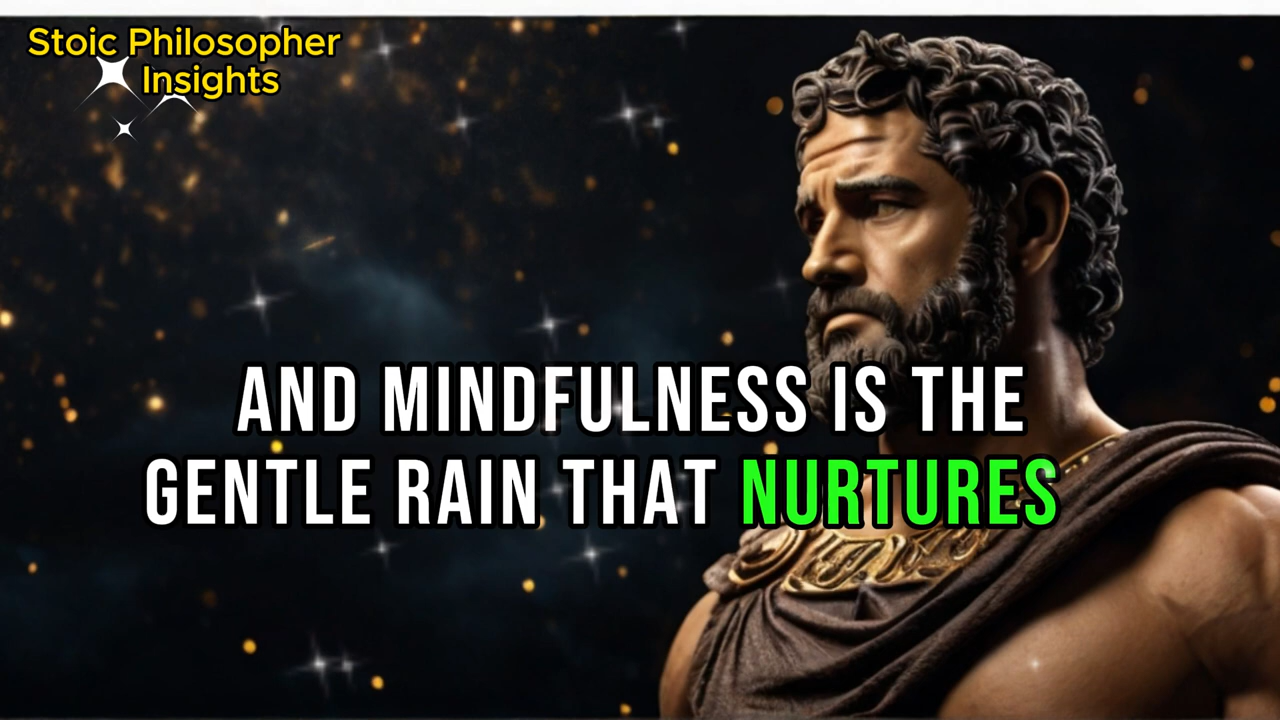 Stoic Philosopher
Insights
AND MINDFULNESS IS THE
GENTLE RAIN THAT NURTURES